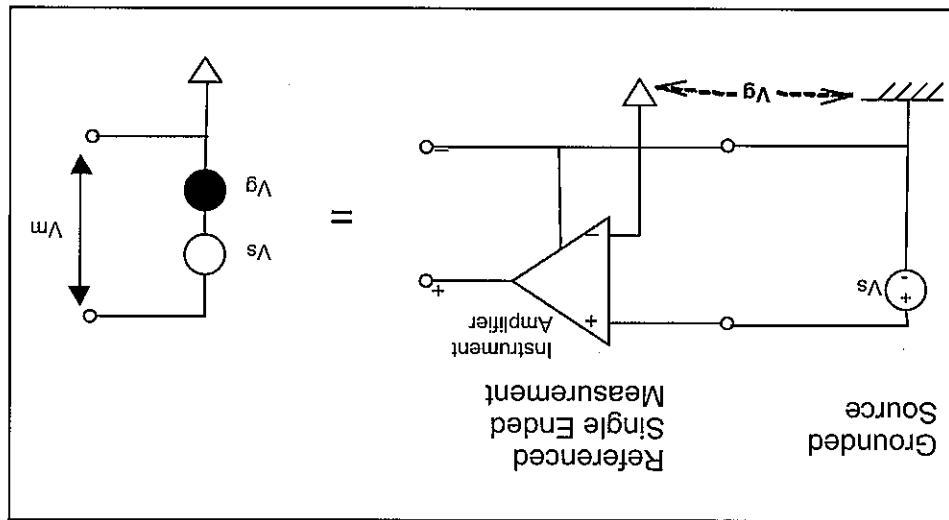 Grounded
Source
Referenced
Single Ended
Measurement
Instrument
Amplifier
+
+
+
Vs
-
−
−
Vg
=
Vs
Vg
Vm